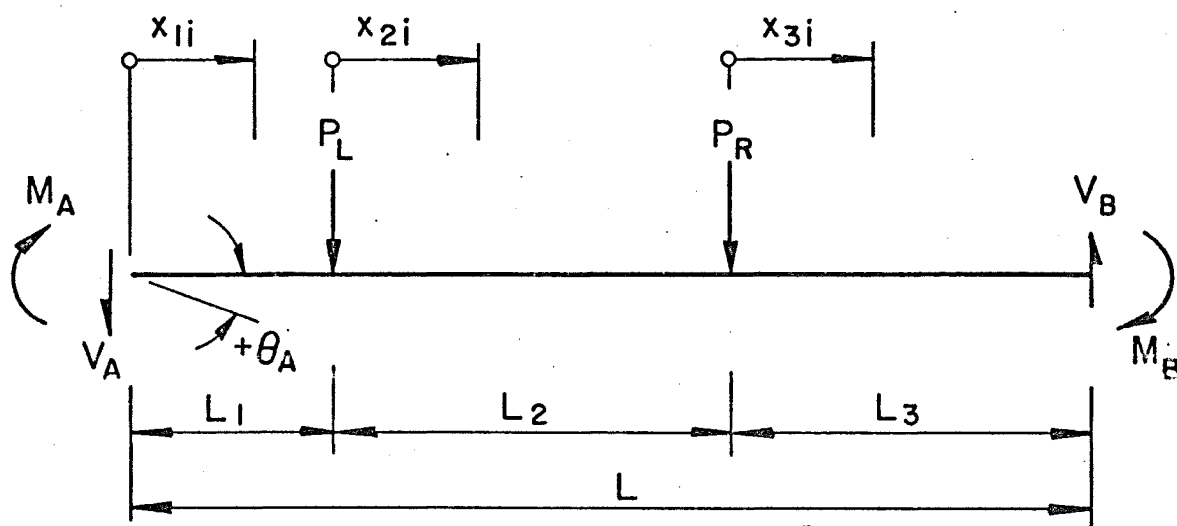 x1i x2i x3i
PL PR
MA VB
VA +θA MB
L1 L2 L3
L